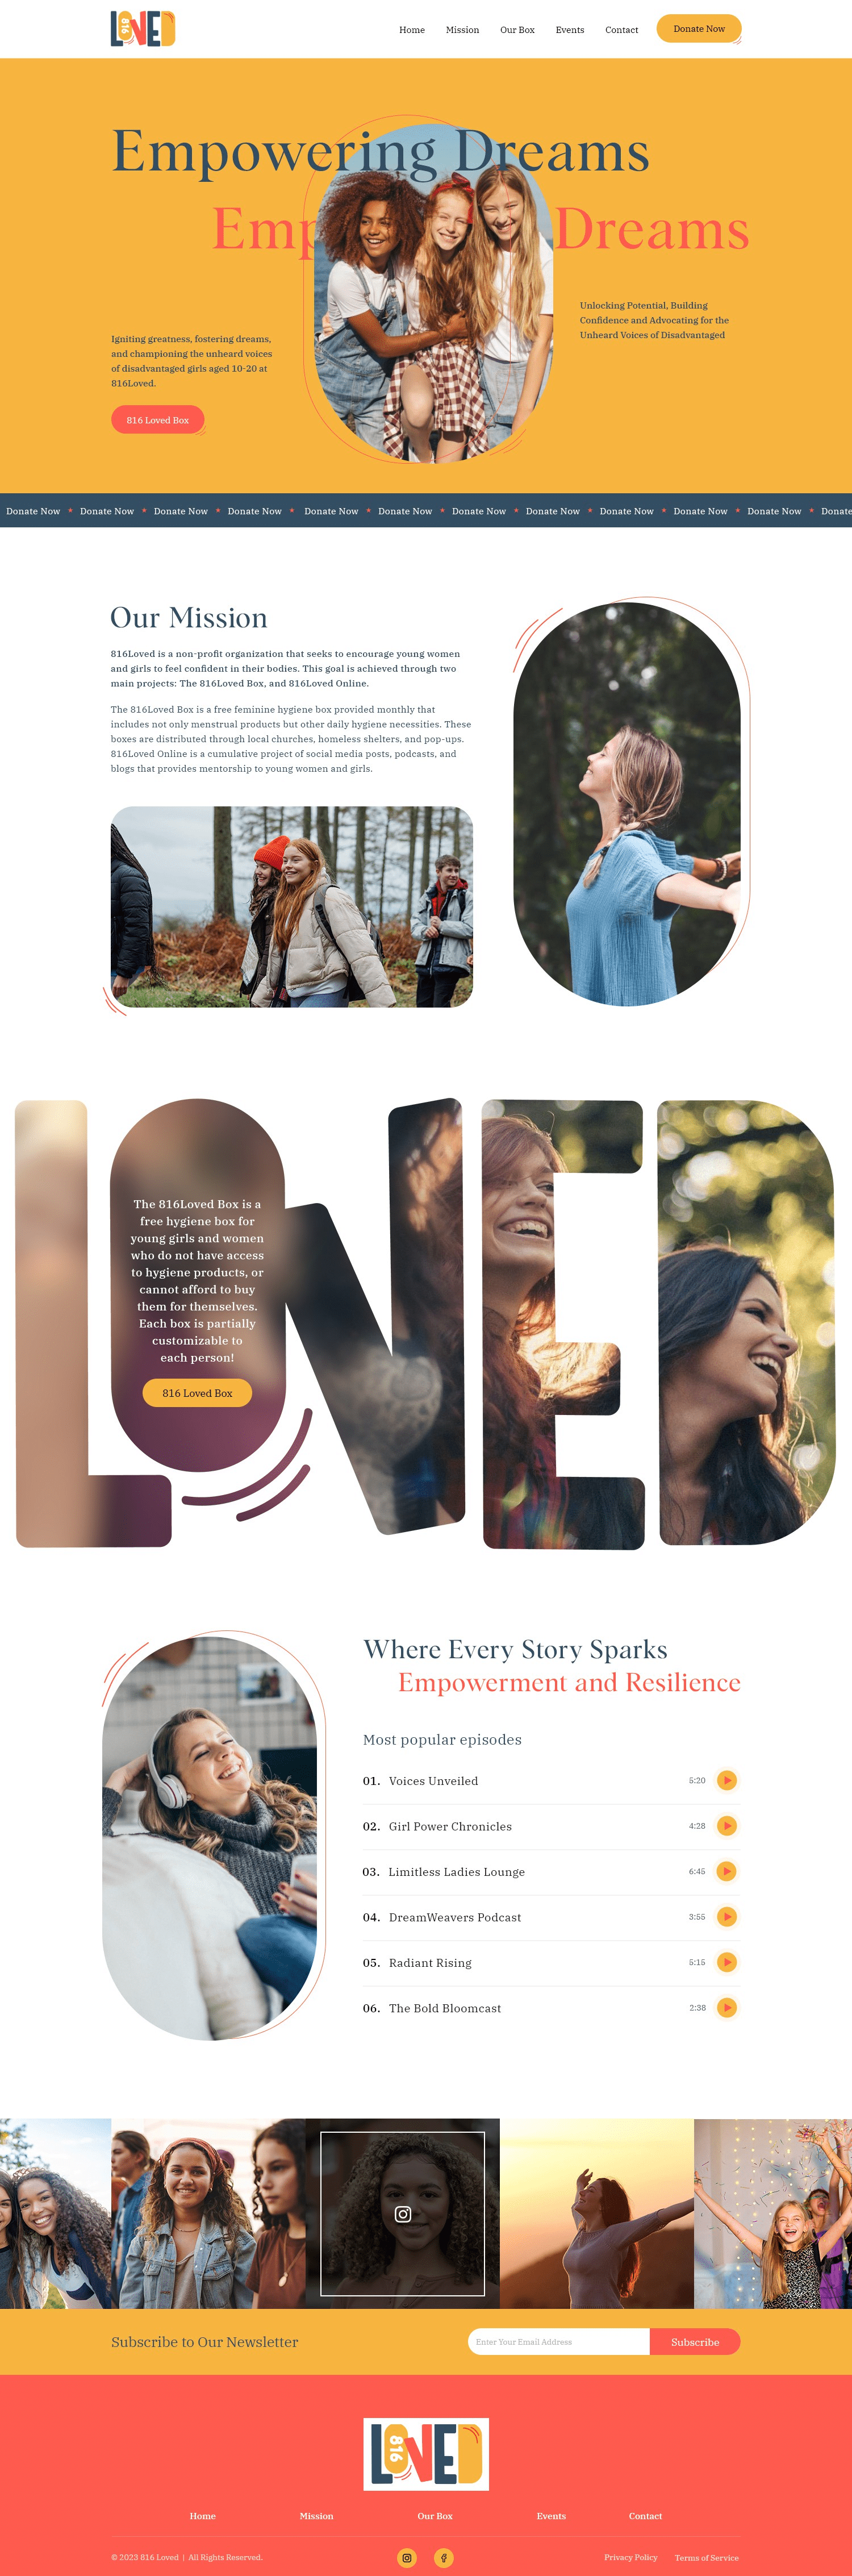 LOVED
816
Home Mission Our Box Events Contact Donate Now
Empowering Dreams
Emp Dreams
Unlocking Potential, Building
Confidence and Advocating for the
Unheard Voices of Disadvantaged
Igniting greatness, fostering dreams,
and championing the unheard voices
of disadvantaged girls aged 10-20 at
816Loved.
816 Loved Box
Donate Now * Donate Now * Donate Now * Donate Now * Donate Now * Donate Now * Donate Now * Donate Now * Donate Now * Donate Now * Donate Now * Donate
Our Mission
816Loved is a non-profit organization that seeks to encourage young women
and girls to feel confident in their bodies. This goal is achieved through two
main projects: The 816Loved Box, and 816Loved Online.
The 816Loved Box is a free feminine hygiene box provided monthly that
includes not only menstrual products but other daily hygiene necessities. These
boxes are distributed through local churches, homeless shelters, and pop-ups.
816Loved Online is a cumulative project of social media posts, podcasts, and
blogs that provides mentorship to young women and girls.
LOVED
The 816Loved Box is a
free hygiene box for
young girls and women
who do not have access
to hygiene products, or
cannot afford to buy
them for themselves.
Each box is partially
customizable to
each person!
816 Loved Box
Where Every Story Sparks
Empowerment and Resilience
Most popular episodes
01. Voices Unveiled 5:20
02. Girl Power Chronicles 4:28
03. Limitless Ladies Lounge 6:45
04. DreamWeavers Podcast 3:55
05. Radiant Rising 5:15
06. The Bold Bloomcast 2:38
Subscribe to Our Newsletter
Enter Your Email Address
Subscribe
LOVED
816
Home Mission Our Box Events Contact
© 2023 816 Loved | All Rights Reserved.
Privacy Policy Terms of Service